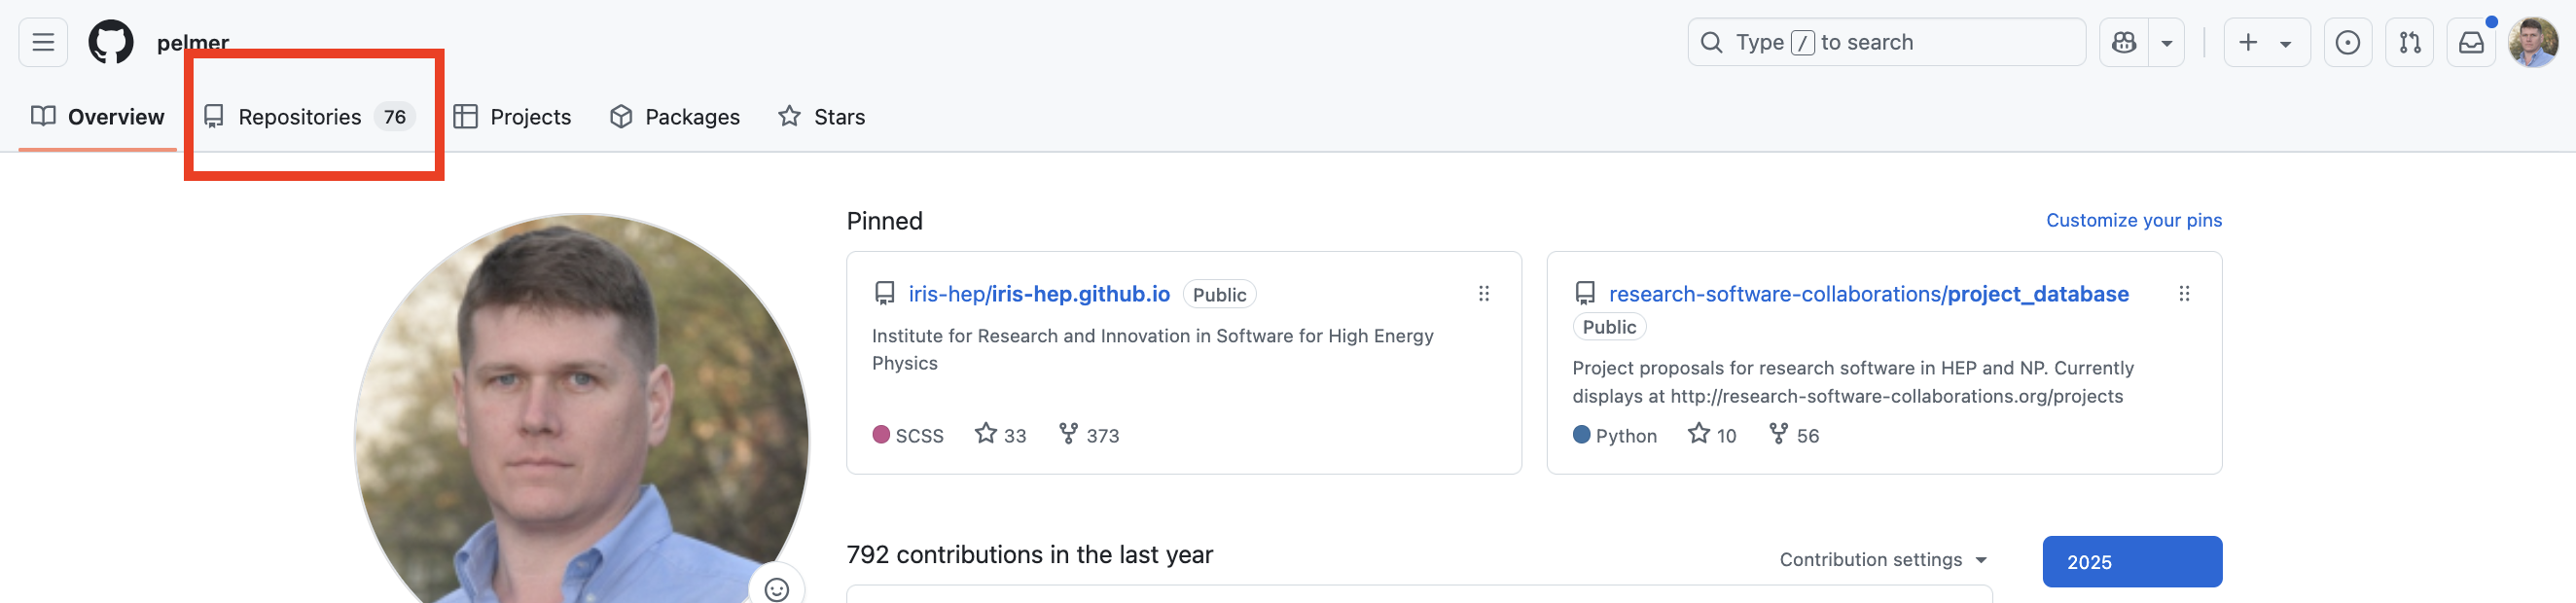 pelmer
Type / to search
Overview
Repositories 76
Projects
Packages
Stars
Pinned
Customize your pins
iris-hep/iris-hep.github.io Public
Institute for Research and Innovation in Software for High Energy
Physics
SCSS 33 373
research-software-collaborations/project_database
Public
Project proposals for research software in HEP and NP. Currently
displays at http://research-software-collaborations.org/projects
Python 10 56
792 contributions in the last year
Contribution settings
2025